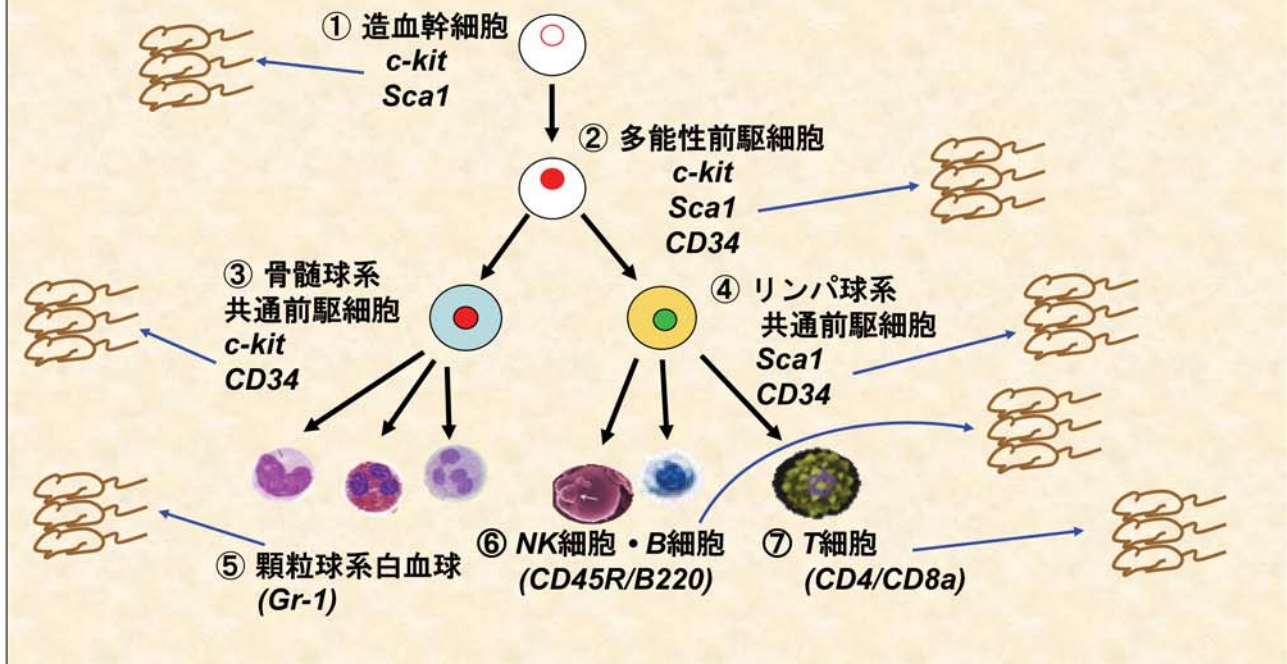 ① 造血幹細胞
c-kit
Sca1
② 多能性前駆細胞
c-kit
Sca1
CD34
③ 骨髄球系
共通前駆細胞
c-kit
CD34
④ リンパ球系
共通前駆細胞
Sca1
CD34
⑤ 顆粒球系白血球
(Gr-1)
⑥ NK細胞・B細胞
(CD45R/B220)
⑦ T細胞
(CD4/CD8a)